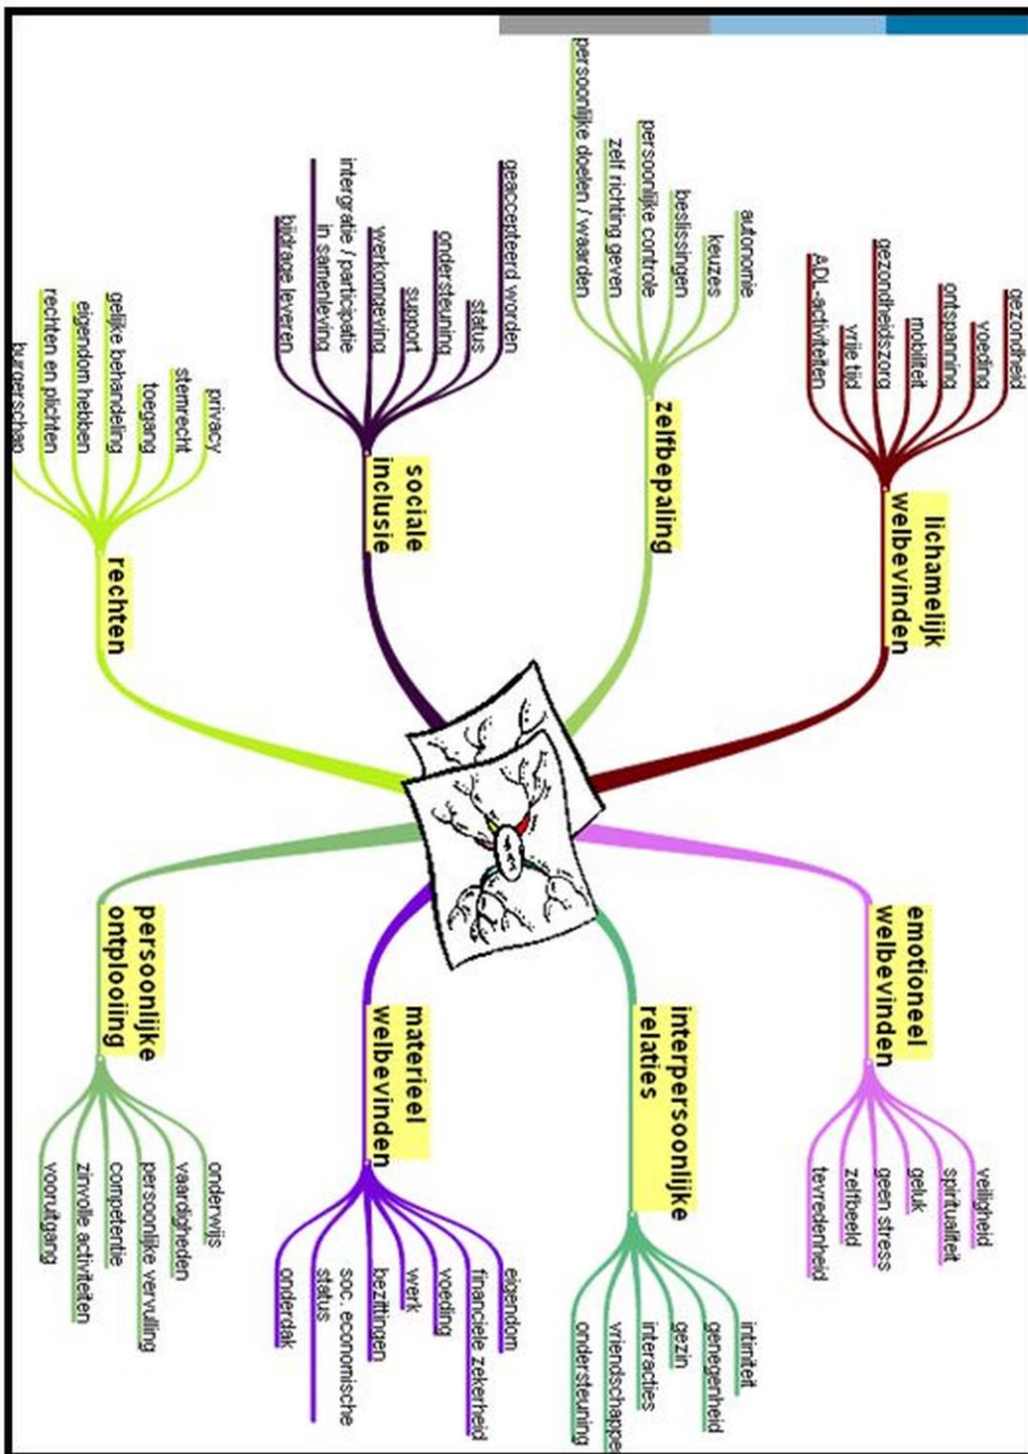 lichamelijk
welbevinden
gezondheid
voeding
ontspanning
mobiliteit
gezondheidszorg
vrije tijd
ADL-activiteiten
zelfbepaling
autonomie
keuzes
beslissingen
persoonlijke controle
zelf richting geven
persoonlijke doelen / waarden
sociale
inclusie
geaccepteerd worden
status
ondersteuning
support
werkomgeving
intergratie / participatie
in samenleving
bijdrage leveren
rechten
privacy
stemrecht
toegang
gelijke behandeling
eigendom hebben
rechten en plichten
burgerschap
emotioneel
welbevinden
veiligheid
spiritualiteit
geluk
geen stress
zelfbeeld
tevredenheid
interpersoonlijke
relaties
intimiteit
genegenheid
gezin
interacties
vriendschappen
ondersteuning
materieel
welbevinden
eigendom
financiele zekerheid
voeding
werk
bezittingen
soc. economische
status
onderdak
persoonlijke
ontplooiing
onderwijs
vaardigheden
persoonlijke vervulling
competentie
zinvolle activiteiten
vooruitgang